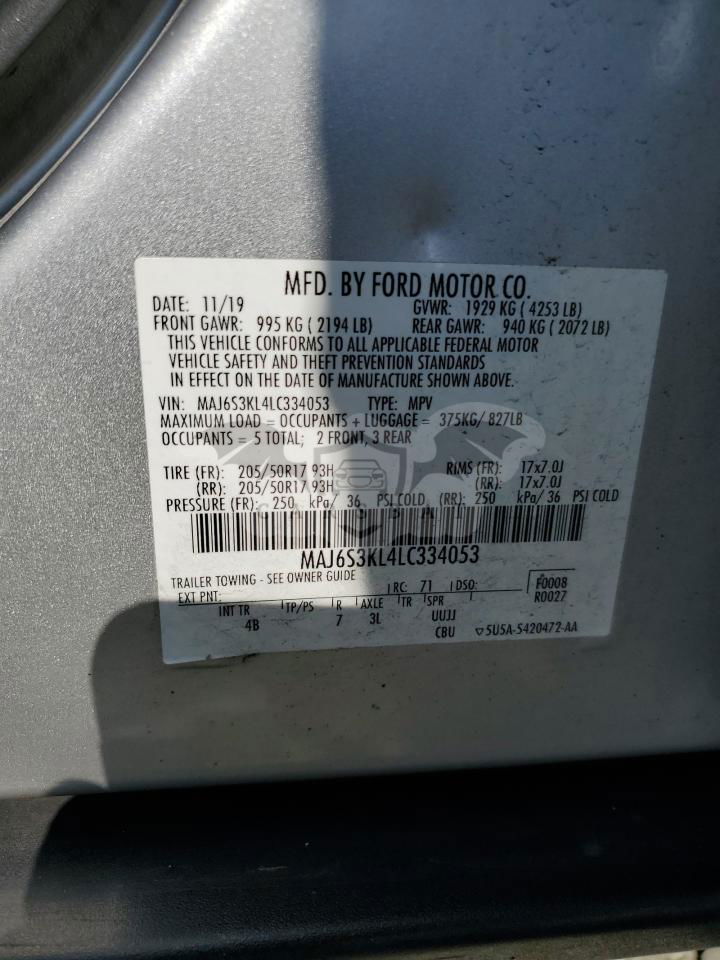 MFD. BY FORD MOTOR CO.
DATE: 11/19 GVWR: 1929 KG ( 4253 LB)
FRONT GAWR: 995 KG ( 2194 LB) REAR GAWR: 940 KG ( 2072 LB)
THIS VEHICLE CONFORMS TO ALL APPLICABLE FEDERAL MOTOR
VEHICLE SAFETY AND THEFT PREVENTION STANDARDS
IN EFFECT ON THE DATE OF MANUFACTURE SHOWN ABOVE.
VIN: MAJ6S3KL4LC334053 TYPE: MPV
MAXIMUM LOAD = OCCUPANTS + LUGGAGE = 375KG/ 827LB
OCCUPANTS = 5 TOTAL; 2 FRONT, 3 REAR
TIRE (FR): 205/50R17 93H RIMS (FR): 17x7.0J
(RR): 205/50R17 93H (RR): 17x7.0J
PRESSURE (FR): 250 kPa/ 36 PSI COLD (RR): 250 kPa/ 36 PSI COLD
MAJ6S3KL4LC334053
TRAILER TOWING - SEE OWNER GUIDE F0008
EXT PNT: RC: 71 DSO: R0027
INT TR TP/PS R AXLE TR SPR
4B 7 3L UUJJ
CBU ▽5U5A-5420472-AA